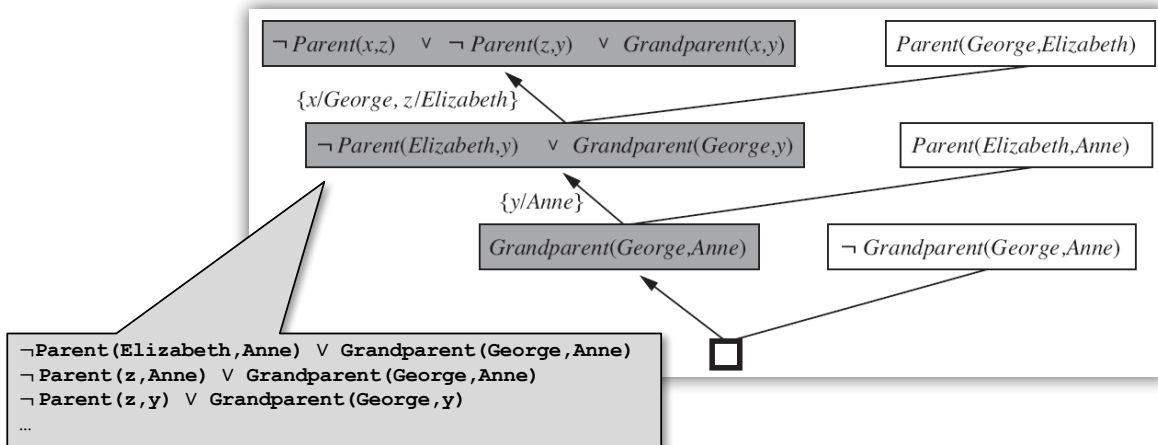 ¬ Parent(x,z) ∨ ¬ Parent(z,y) ∨ Grandparent(x,y)
Parent(George,Elizabeth)
{x/George, z/Elizabeth}
¬ Parent(Elizabeth,y) ∨ Grandparent(George,y)
Parent(Elizabeth,Anne)
{y/Anne}
Grandparent(George,Anne)
¬ Grandparent(George,Anne)
¬Parent(Elizabeth,Anne) ∨ Grandparent(George,Anne)
¬ Parent(z,Anne) ∨ Grandparent(George,Anne)
¬ Parent(z,y) ∨ Grandparent(George,y)
…